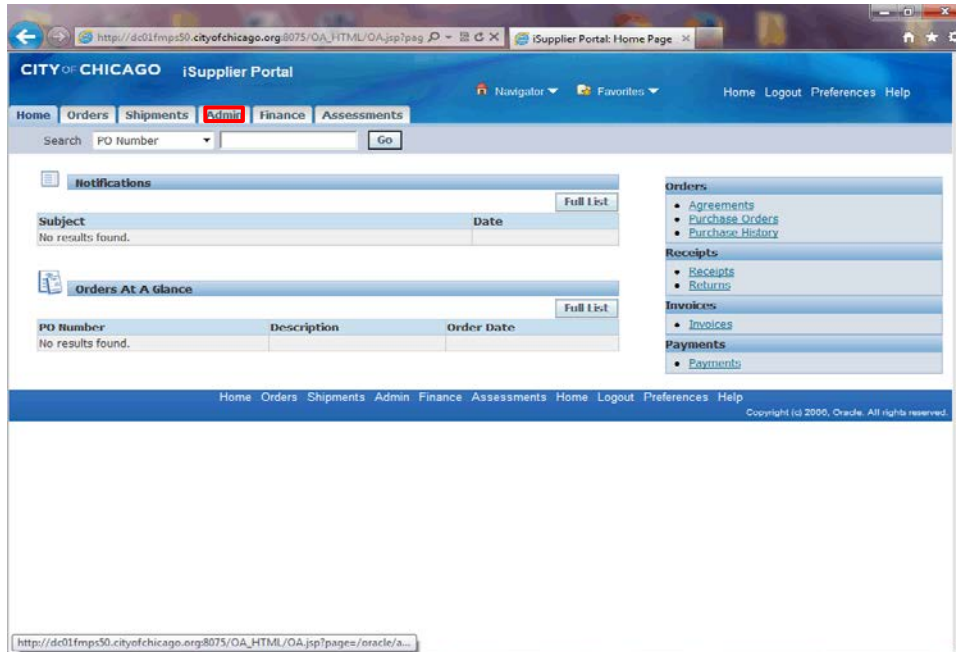 http://dc01fmps50.cityofchicago.org:8075/OA_HTML/OA.jsp?pag
iSupplier Portal: Home Page
CITY OF CHICAGO iSupplier Portal
Navigator Favorites Home Logout Preferences Help
Home Orders Shipments Admin Finance Assessments
Search PO Number Go
Notifications
Full List
Subject Date
No results found.
Orders At A Glance
Full List
PO Number Description Order Date
No results found.
Orders
Agreements
Purchase Orders
Purchase History
Receipts
Receipts
Returns
Invoices
Invoices
Payments
Payments
Home Orders Shipments Admin Finance Assessments Home Logout Preferences Help
Copyright (c) 2006, Oracle. All rights reserved.
http://dc01fmps50.cityofchicago.org:8075/OA_HTML/OA.jsp?page=/oracle/a...